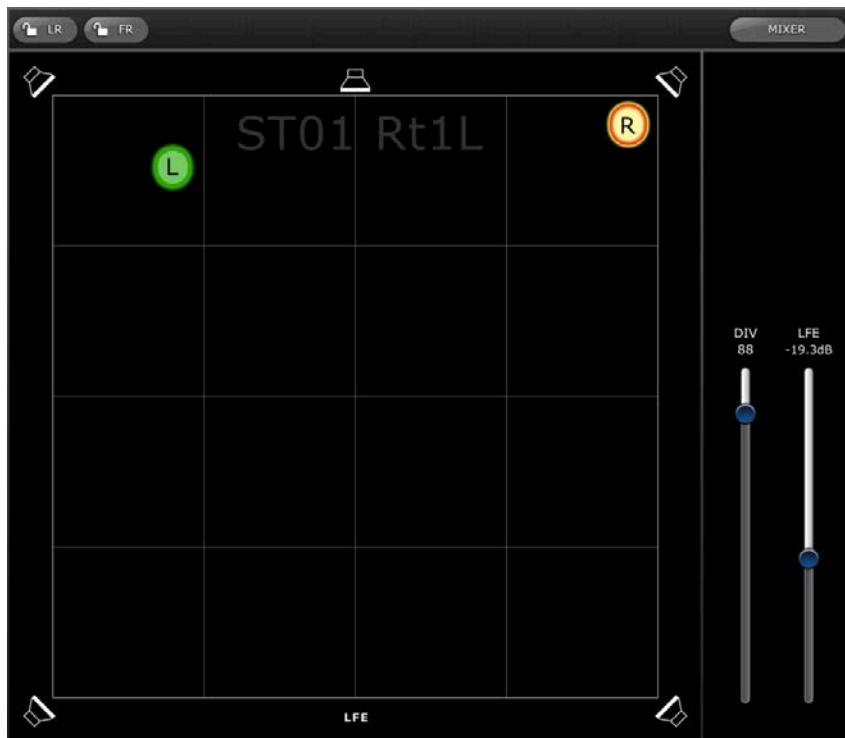 LR FR MIXER
ST01 Rt1L
R
L
DIV LFE
88 -19.3dB
LFE